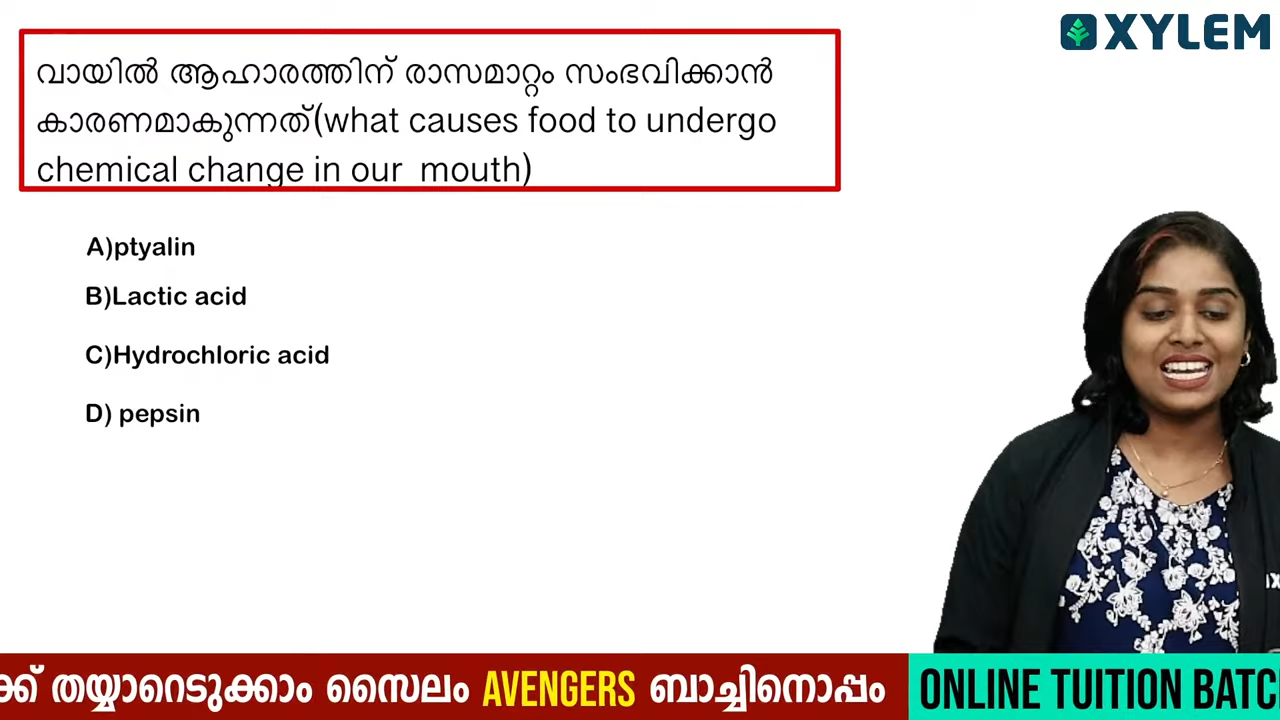 XYLEM
വായിൽ ആഹാരത്തിന് രാസമാറ്റം സംഭവിക്കാൻ
കാരണമാകുന്നത്(what causes food to undergo
chemical change in our mouth)
A)ptyalin
B)Lactic acid
C)Hydrochloric acid
D) pepsin
ക്ക് തയ്യാറെടുക്കാം സൈലം AVENGERS ബാച്ചിനൊപ്പം
ONLINE TUITION BATCH